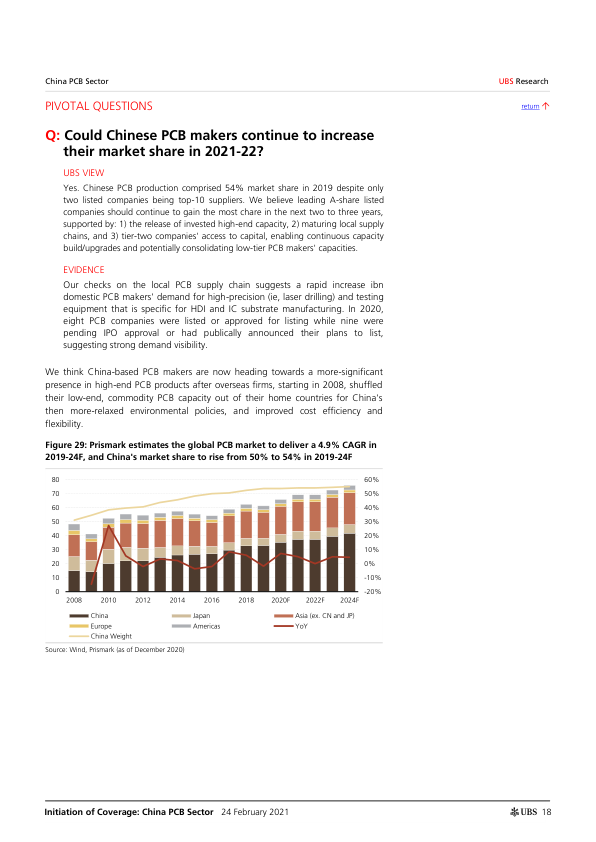 China PCB Sector
UBS Research
PIVOTAL QUESTIONS
return
Q: Could Chinese PCB makers continue to increase
their market share in 2021-22?
UBS VIEW
Yes. Chinese PCB production comprised 54% market share in 2019 despite only
two listed companies being top-10 suppliers. We believe leading A-share listed
companies should continue to gain the most share in the next two to three years,
supported by: 1) the release of invested high-end capacity, 2) maturing local supply
chains, and 3) tier-two companies' access to capital, enabling continuous capacity
build/upgrades and potentially consolidating low-tier PCB makers' capacities.
EVIDENCE
Our checks on the local PCB supply chain suggests a rapid increase ibn
domestic PCB makers' demand for high-precision (ie, laser drilling) and testing
equipment that is specific for HDI and IC substrate manufacturing. In 2020,
eight PCB companies were listed or approved for listing while nine were
pending IPO approval or had publically announced their plans to list,
suggesting strong demand visibility.
We think China-based PCB makers are now heading towards a more-significant
presence in high-end PCB products after overseas firms, starting in 2008, shuffled
their low-end, commodity PCB capacity out of their home countries for China's
then more-relaxed environmental policies, and improved cost efficiency and
flexibility.
Figure 29: Prismark estimates the global PCB market to deliver a 4.9% CAGR in
2019-24F, and China's market share to rise from 50% to 54% in 2019-24F
80 60%
70 50%
60 40%
50 30%
40 20%
30 10%
20 0%
10 -10%
0 -20%
2008 2010 2012 2014 2016 2018 2020F 2022F 2024F
China Japan Asia (ex. CN and JP)
Europe Americas YoY
China Weight
Source: Wind, Prismark (as of December 2020)
Initiation of Coverage: China PCB Sector 24 February 2021
UBS 18